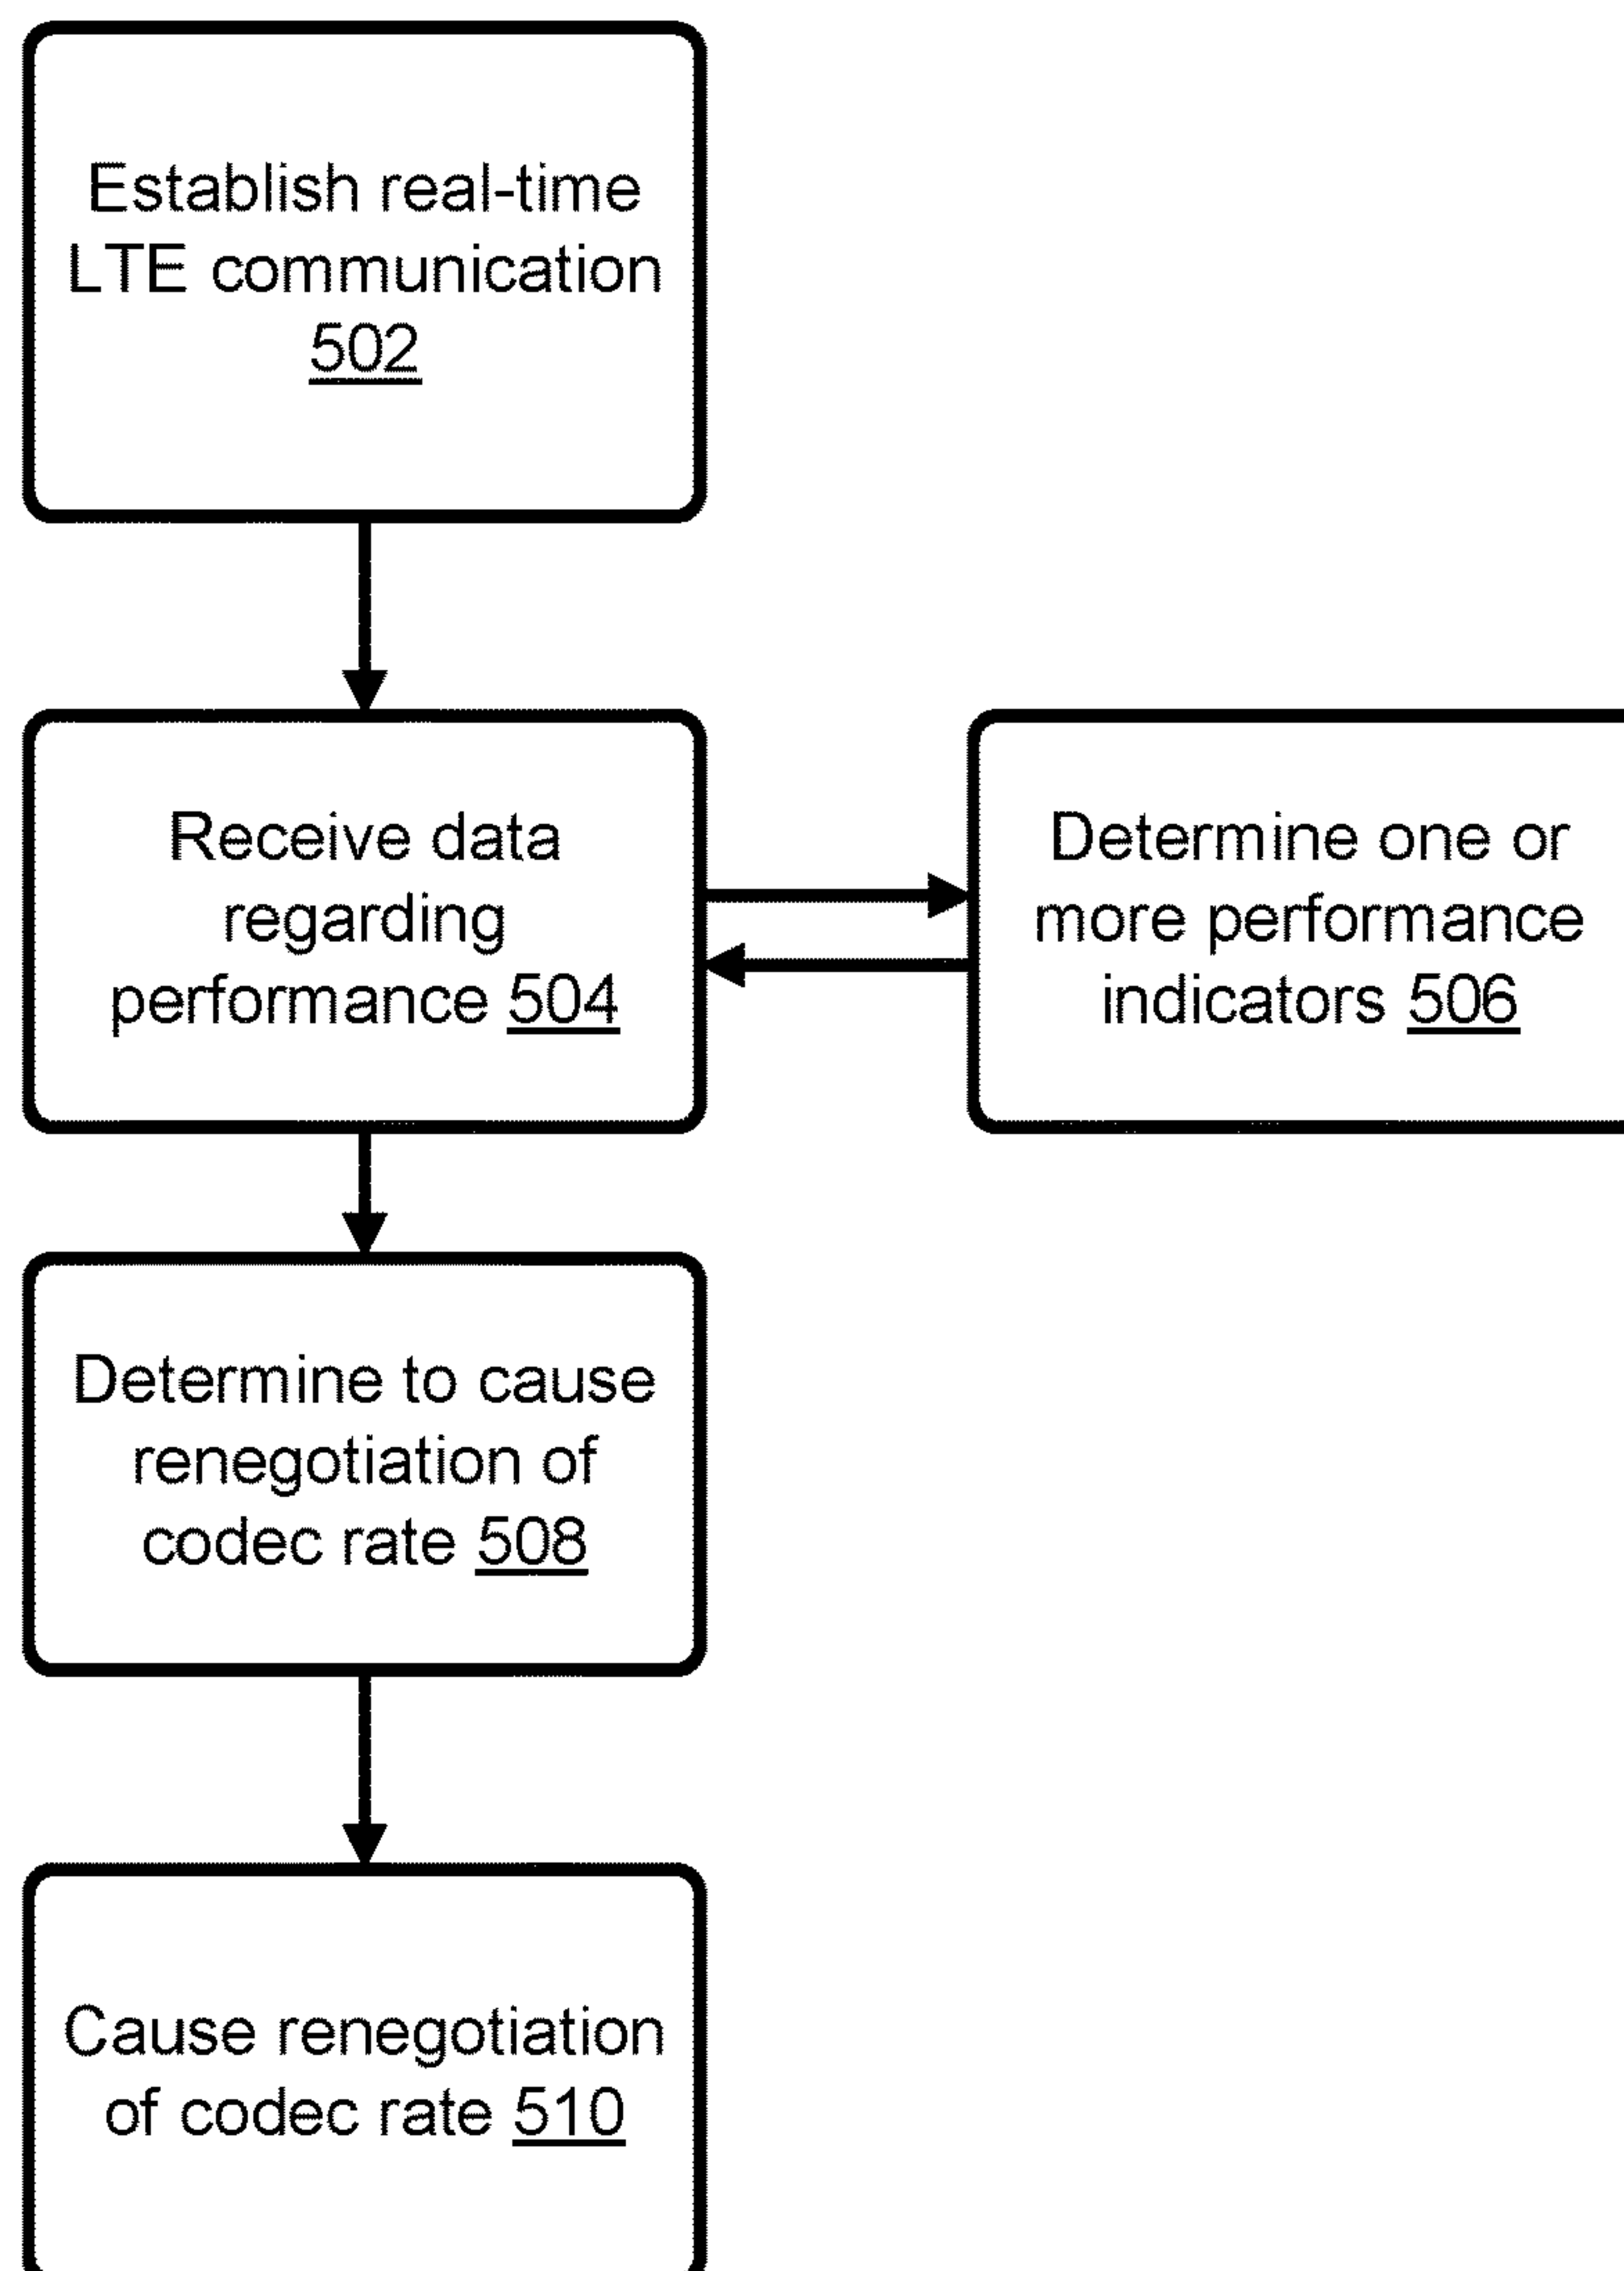 Establish real-time
LTE communication
502
Receive data
regarding
performance 504
Determine one or
more performance
indicators 506
Determine to cause
renegotiation of
codec rate 508
Cause renegotiation
of codec rate 510